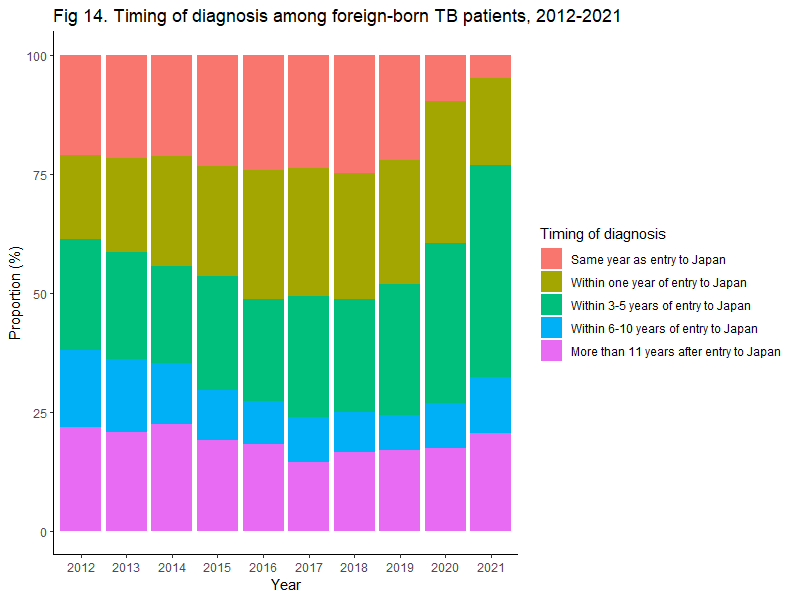 Fig 14. Timing of diagnosis among foreign-born TB patients, 2012-2021
100
75
50
25
0
Proportion (%)
2012 2013 2014 2015 2016 2017 2018 2019 2020 2021
Year
Timing of diagnosis
Same year as entry to Japan
Within one year of entry to Japan
Within 3-5 years of entry to Japan
Within 6-10 years of entry to Japan
More than 11 years after entry to Japan